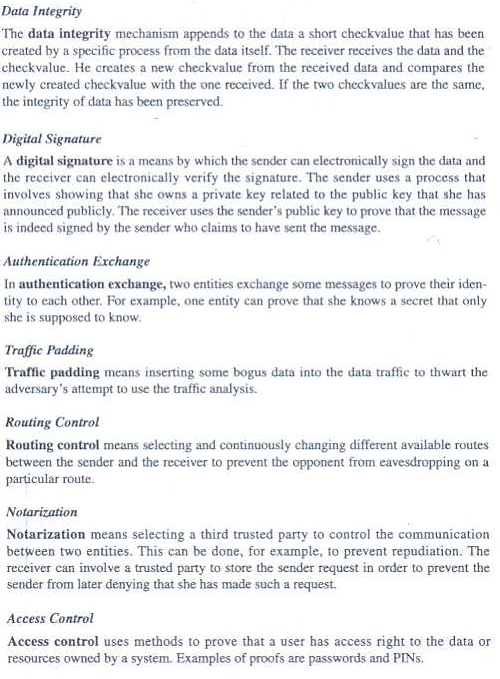 Data Integrity
The data integrity mechanism appends to the data a short checkvalue that has been
created by a specific process from the data itself. The receiver receives the data and the
checkvalue. He creates a new checkvalue from the received data and compares the
newly created checkvalue with the one received. If the two checkvalues are the same,
the integrity of data has been preserved.
Digital Signature
A digital signature is a means by which the sender can electronically sign the data and
the receiver can electronically verify the signature. The sender uses a process that
involves showing that she owns a private key related to the public key that she has
announced publicly. The receiver uses the sender's public key to prove that the message
is indeed signed by the sender who claims to have sent the message.
Authentication Exchange
In authentication exchange, two entities exchange some messages to prove their iden-
tity to each other. For example, one entity can prove that she knows a secret that only
she is supposed to know.
Traffic Padding
Traffic padding means inserting some bogus data into the data traffic to thwart the
adversary's attempt to use the traffic analysis.
Routing Control
Routing control means selecting and continuously changing different available routes
between the sender and the receiver to prevent the opponent from eavesdropping on a
particular route.
Notarization
Notarization means selecting a third trusted party to control the communication
between two entities. This can be done, for example, to prevent repudiation. The
receiver can involve a trusted party to store the sender request in order to prevent the
sender from later denying that she has made such a request.
Access Control
Access control uses methods to prove that a user has access right to the data or
resources owned by a system. Examples of proofs are passwords and PINs.